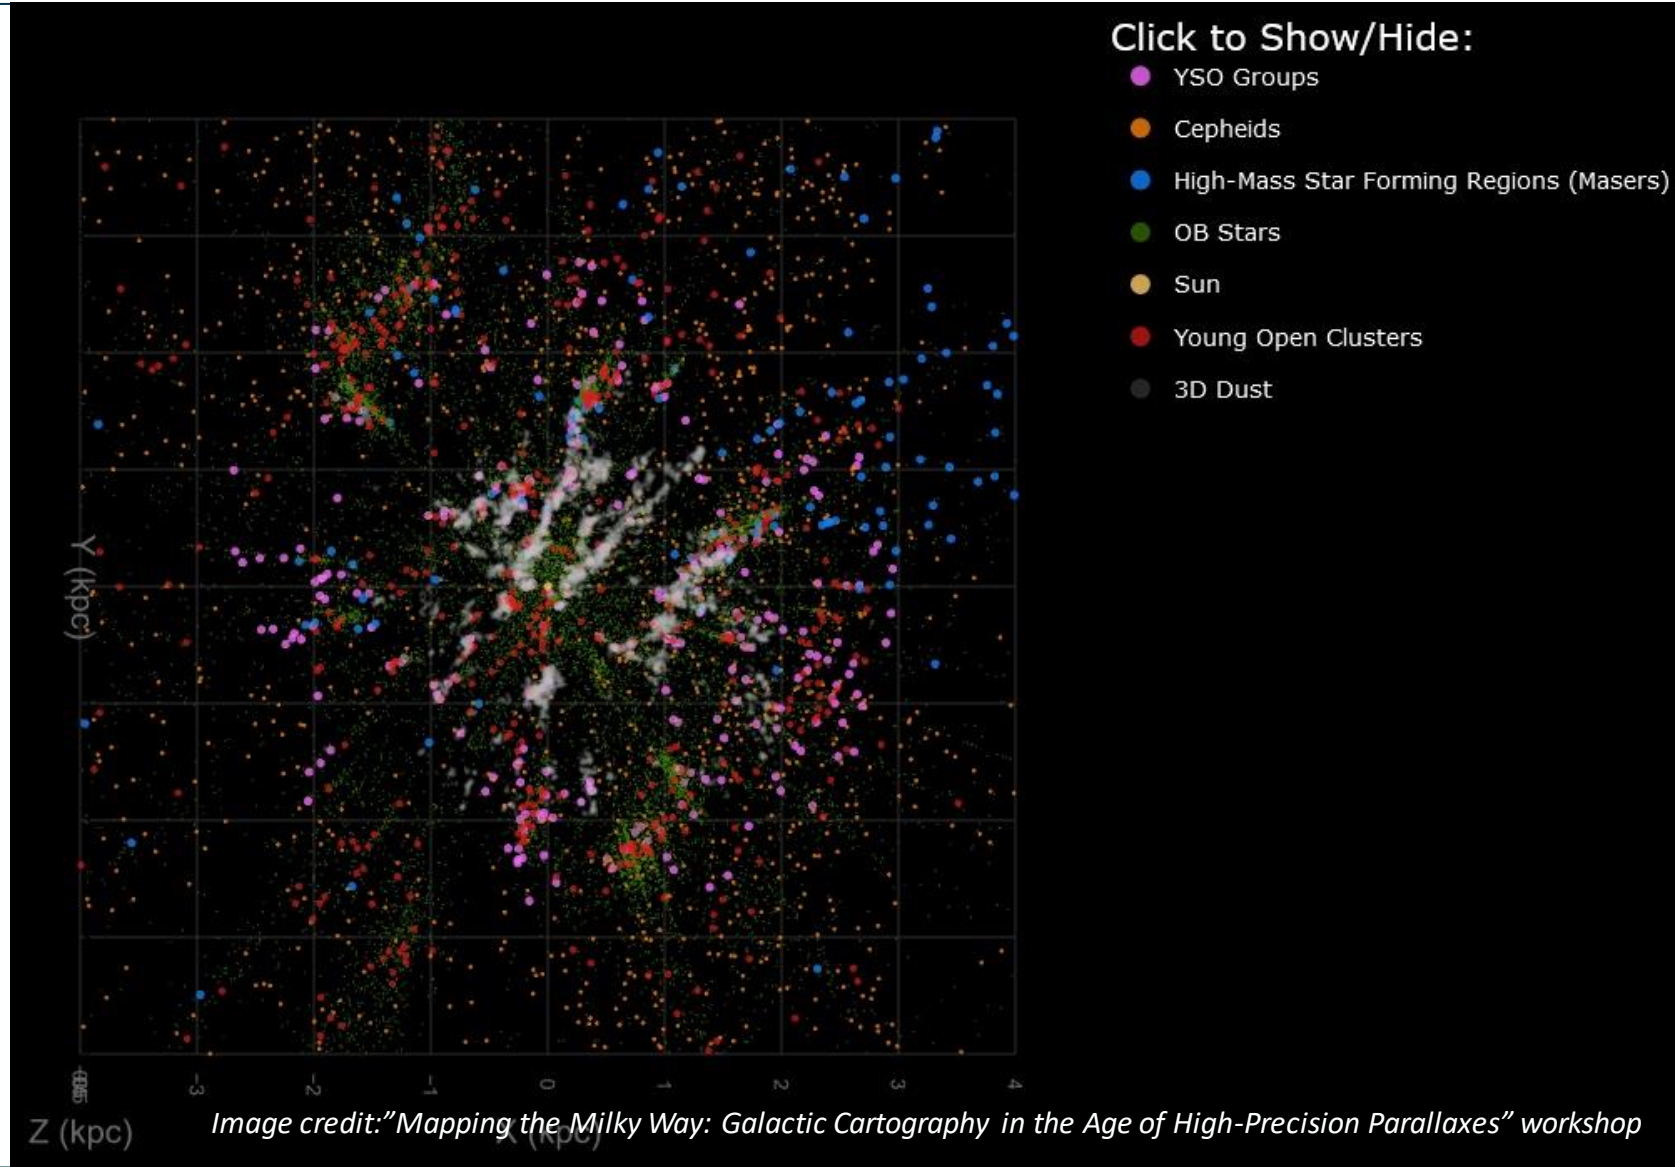 Click to Show/Hide:
YSO Groups
Cepheids
High-Mass Star Forming Regions (Masers)
OB Stars
Sun
Young Open Clusters
3D Dust
Y (kpc)
−3
−2
−1
0
1
2
3
4
Z (kpc)
X (kpc)
Image credit:”Mapping the Milky Way: Galactic Cartography in the Age of High-Precision Parallaxes” workshop